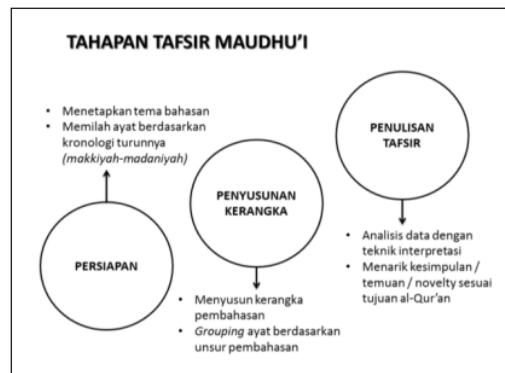 TAHAPAN TAFSIR MAUDHU'I
• Menetapkan tema bahasan
• Memilah ayat berdasarkan
kronologi turunnya
(makkiyah-madaniyah)
PERSIAPAN
PENYUSUNAN
KERANGKA
• Menyusun kerangka
pembahasan
• Grouping ayat berdasarkan
unsur pembahasan
PENULISAN
TAFSIR
• Analisis data dengan
teknik interpretasi
• Menarik kesimpulan /
temuan / novelty sesuai
tujuan al-Qur'an